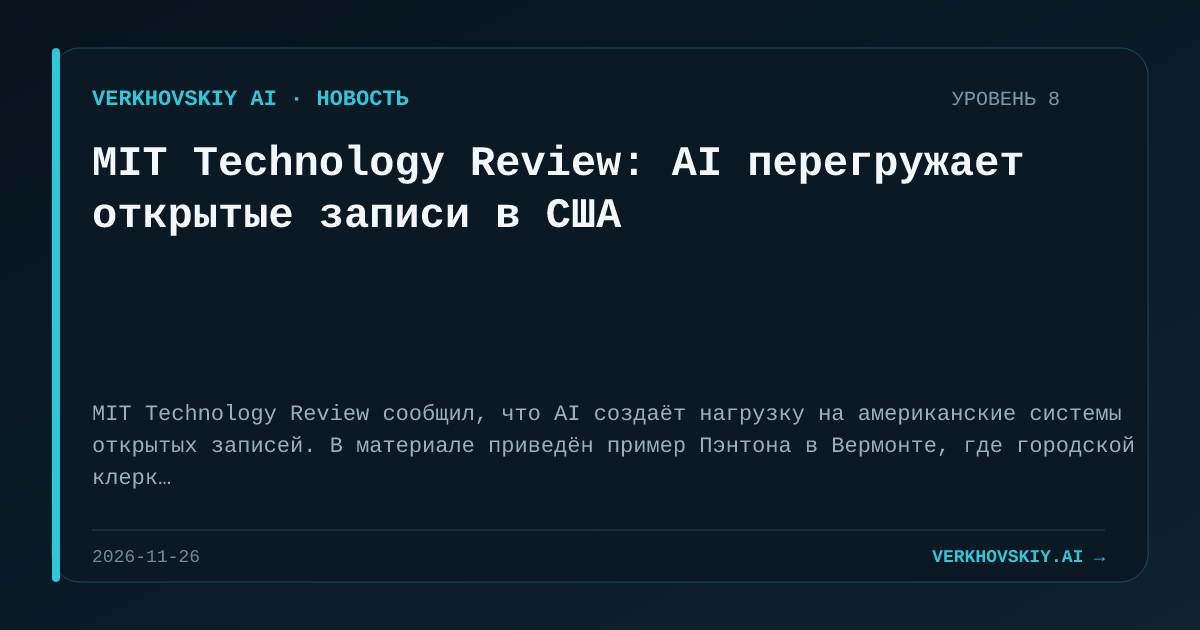 VERKHOVSKIY AI · НОВОСТЬ
УРОВЕНЬ 8
MIT Technology Review: AI перегружает
открытые записи в США
MIT Technology Review сообщил, что AI создаёт нагрузку на американские системы
открытых записей. В материале приведён пример Пэнтона в Вермонте, где городской
клерк…
2026-11-26
VERKHOVSKIY.AI →